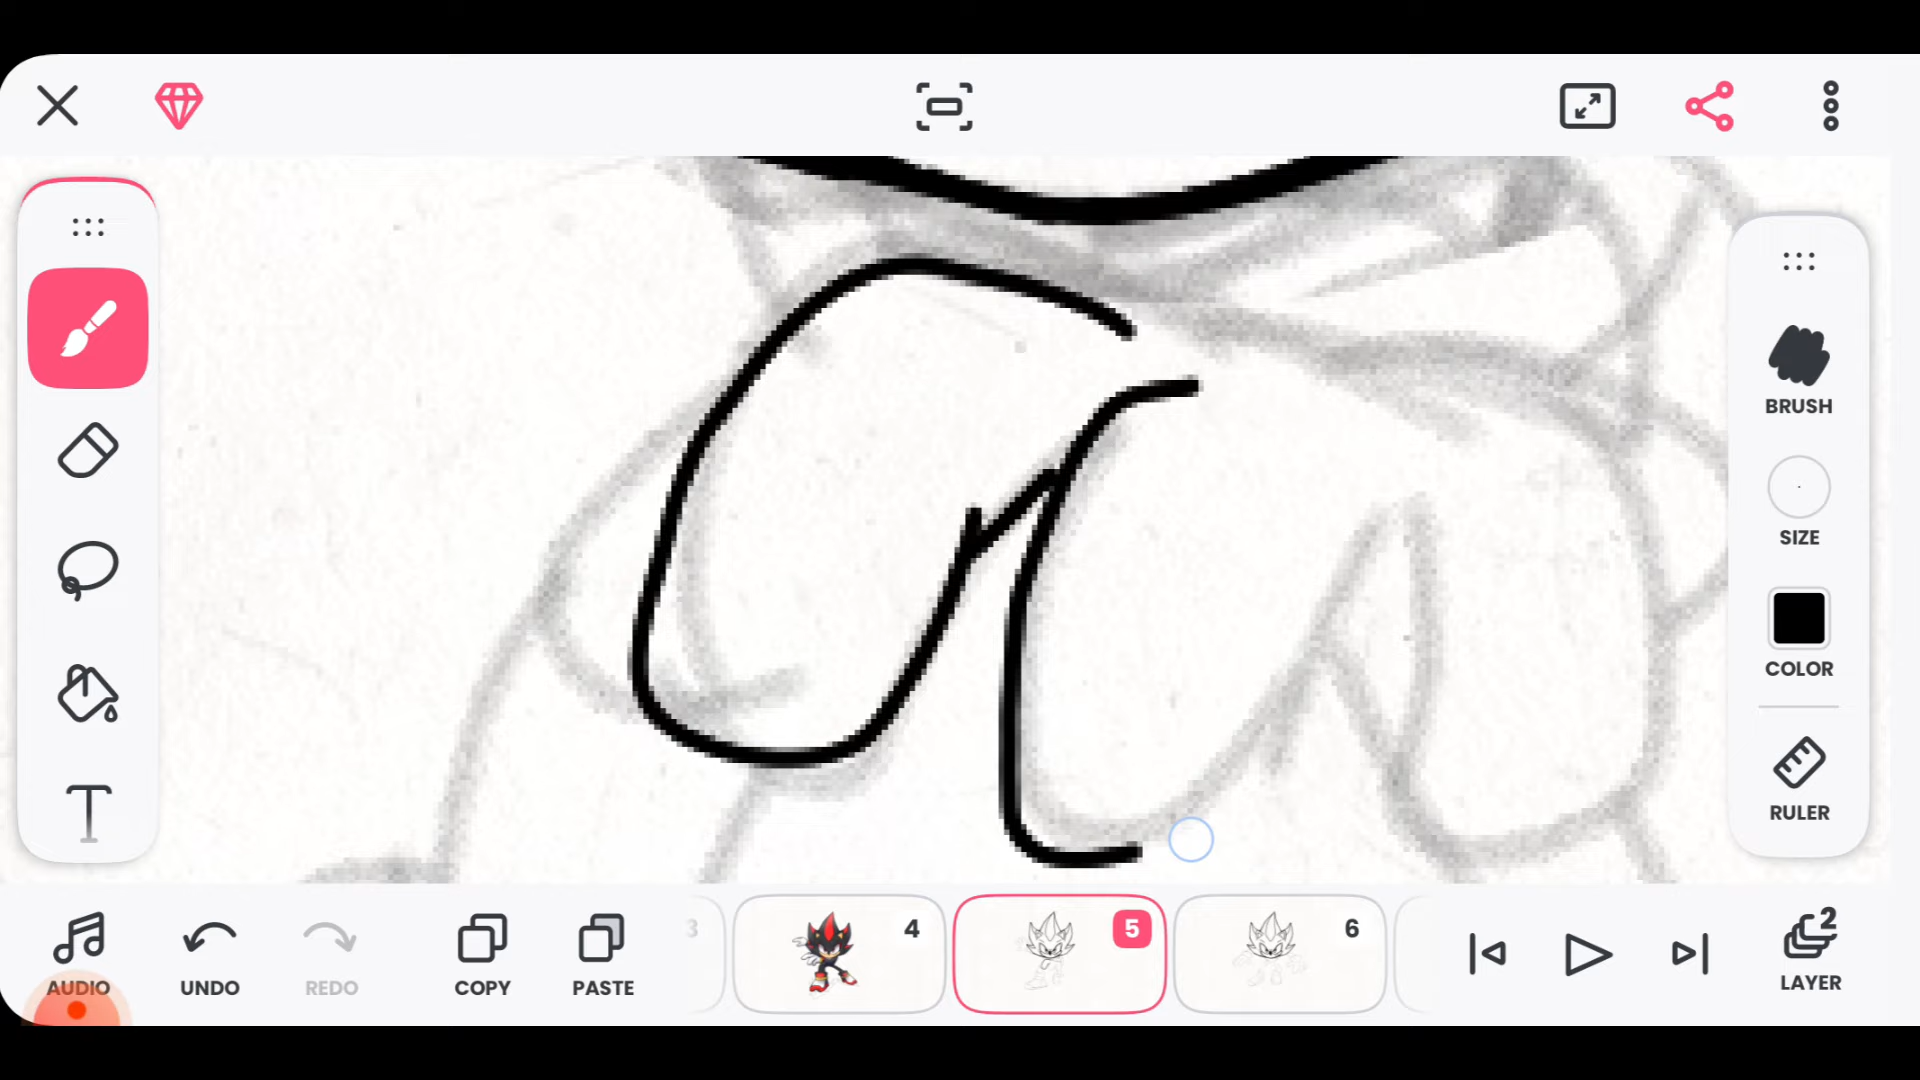 BRUSH
SIZE
COLOR
RULER
3
4
5
6
2
AUDIO
UNDO
REDO
COPY
PASTE
LAYER